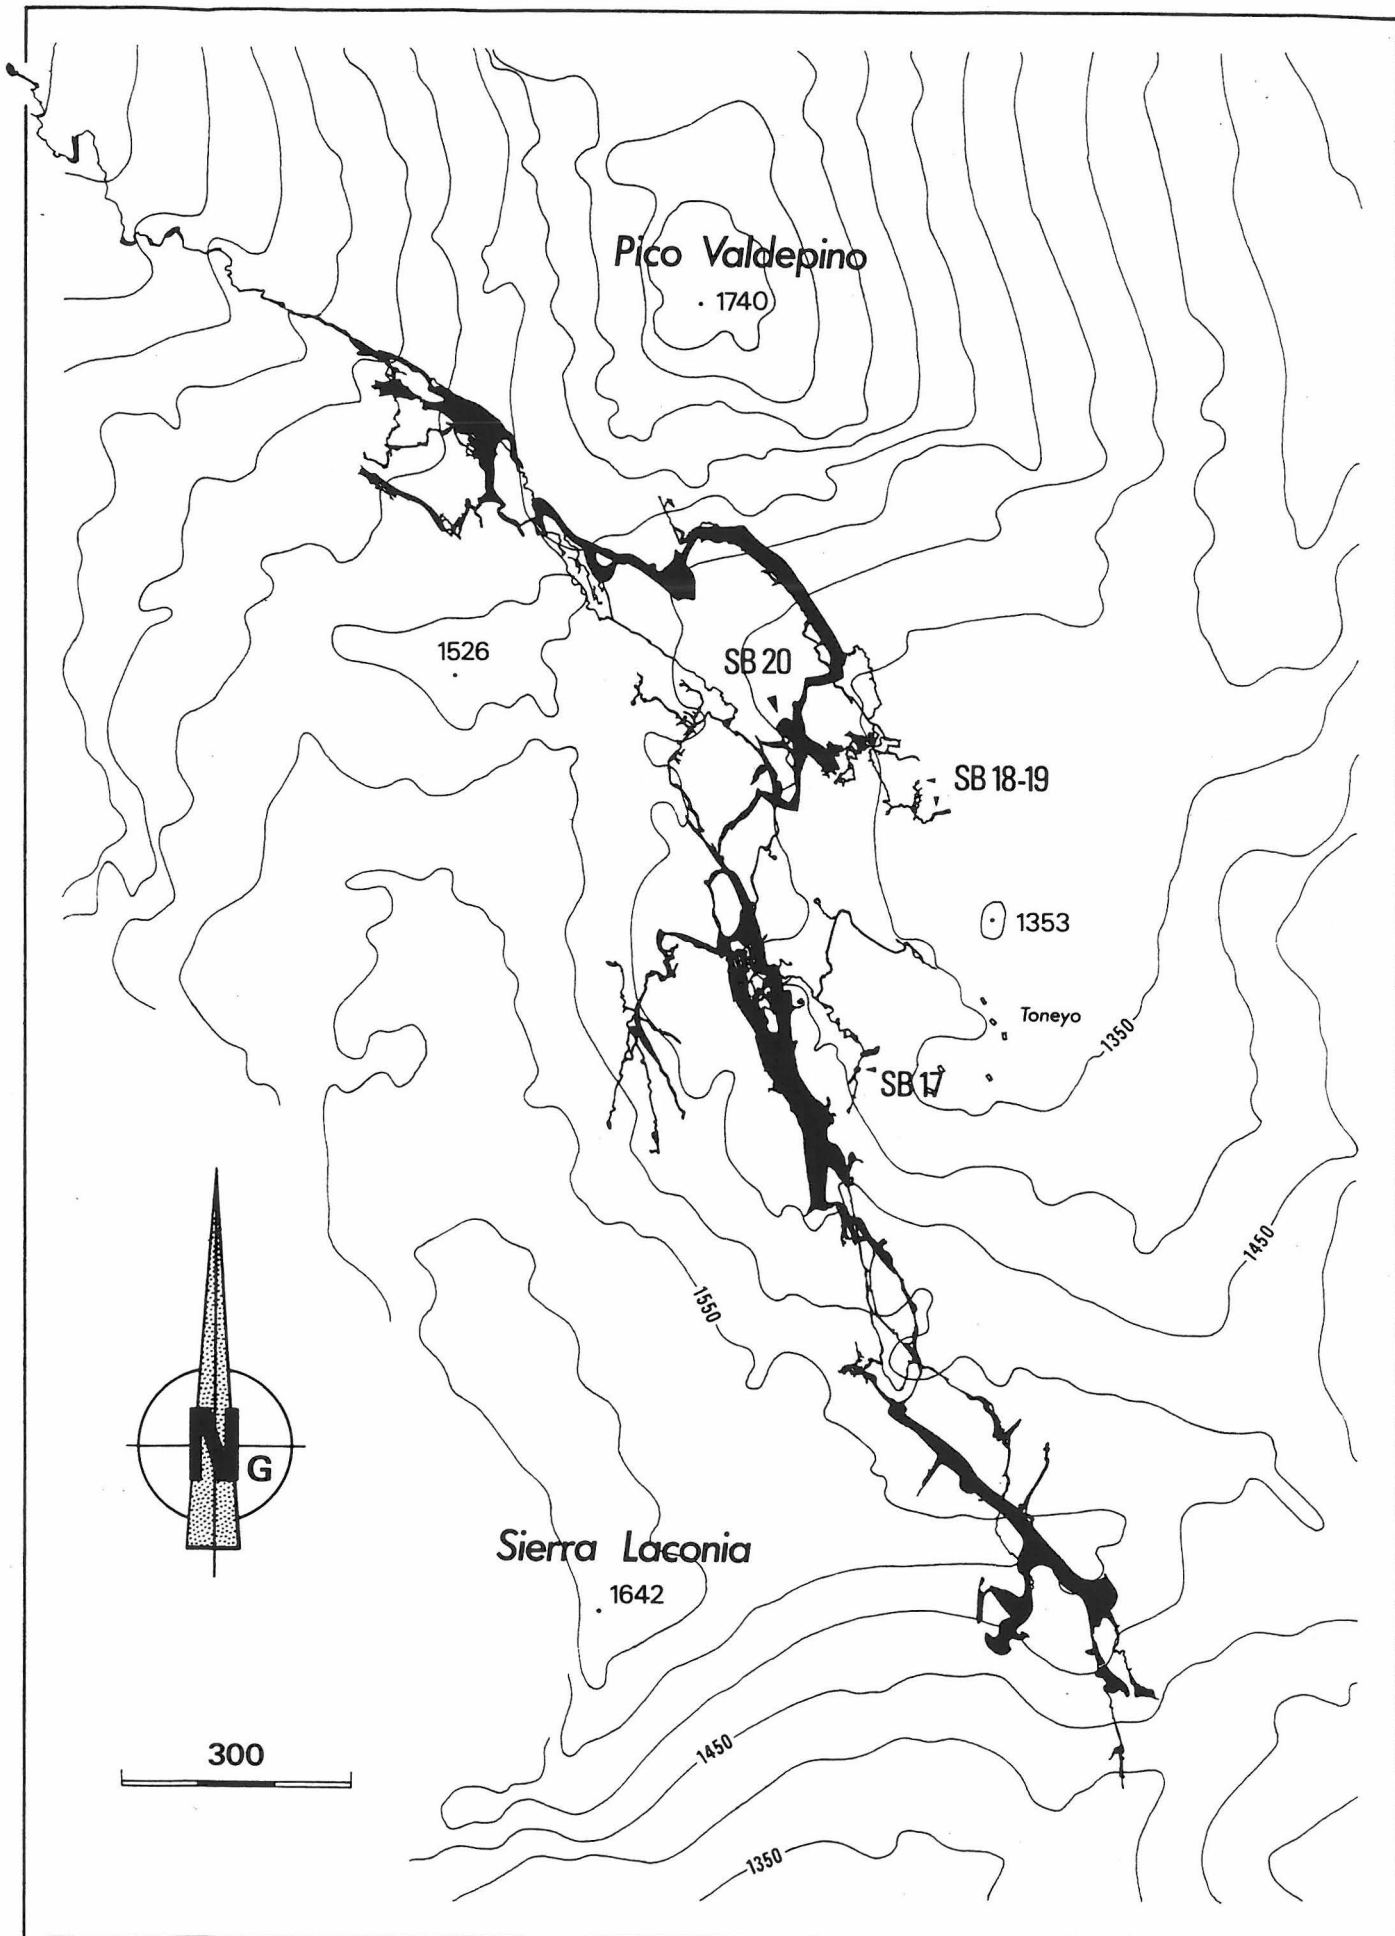 Pico Valdepino
1740
1526
SB 20
SB 18-19
1353
Toneyo
1350
SB 17
1450
1550
N
G
Sierra Laconia
1642
300
1450
1350